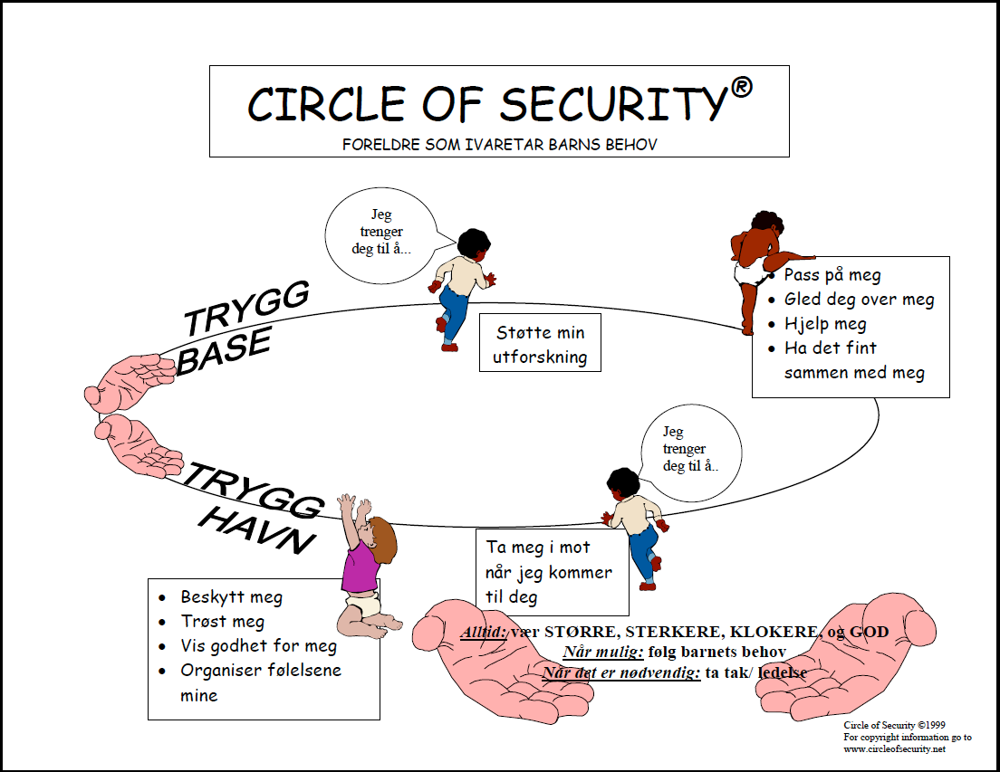 CIRCLE OF SECURITY®
FORELDRE SOM IVARETAR BARNS BEHOV
Jeg
trenger
deg til å...
TRYGG
BASE
Støtte min
utforskning
• Pass på meg
• Gled deg over meg
• Hjelp meg
• Ha det fint
sammen med meg
Jeg
trenger
deg til å..
TRYGG
HAVN
Ta meg i mot
når jeg kommer
til deg
• Beskytt meg
• Trøst meg
• Vis godhet for meg
• Organiser følelsene
mine
Alltid: vær STØRRE, STERKERE, KLOKERE, og GOD
Når mulig: følg barnets behov
Når det er nødvendig: ta tak/ ledelse
Circle of Security ©1999
For copyright information go to
www.circleofsecurity.net